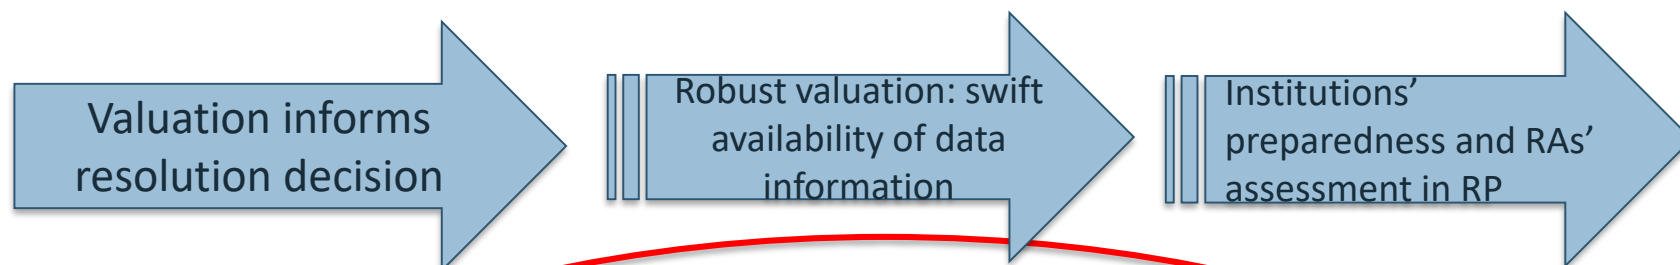 Valuation informs
resolution decision
Robust valuation: swift
availability of data
information
Institutions’
preparedness and RAs’
assessment in RP